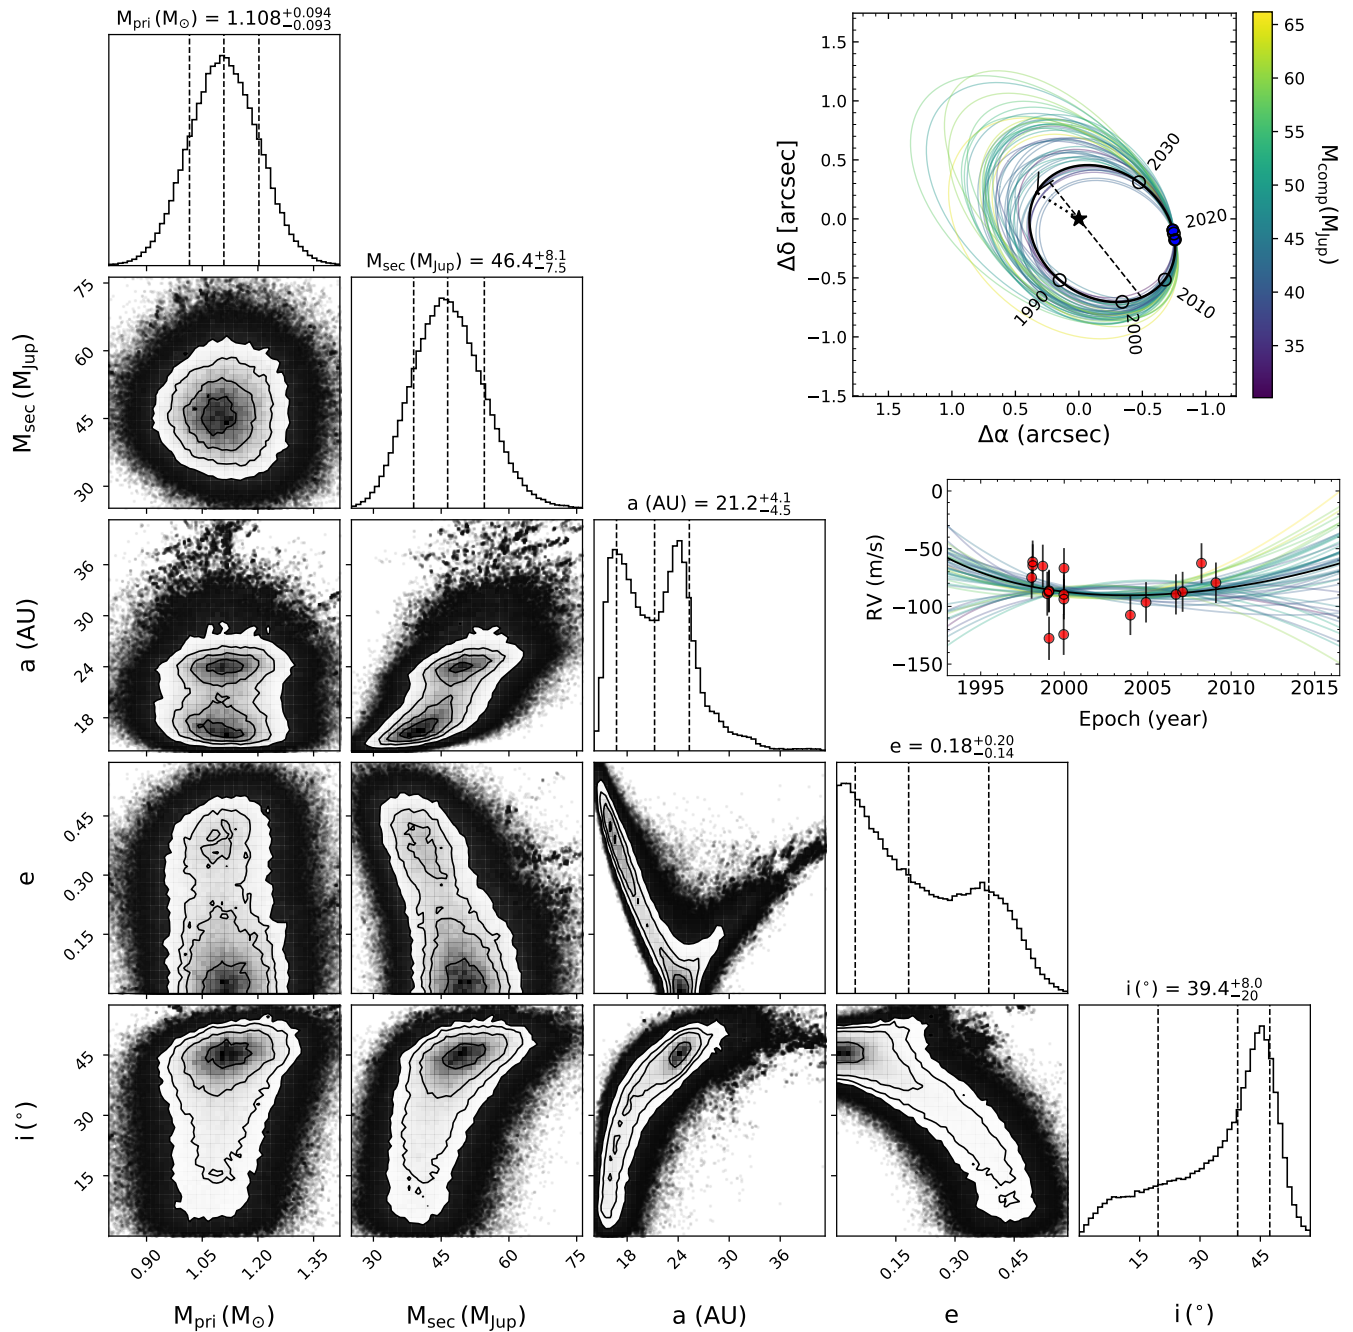 M_pri (M_⊙) = 1.108^{+0.094}_{−0.093}
M_sec (M_Jup) = 46.4^{+8.1}_{−7.5}
a (AU) = 21.2^{+4.1}_{−4.5}
e = 0.18^{+0.20}_{−0.14}
i (°) = 39.4^{+8.0}_{−20}
1.5
1.0
0.5
0.0
−0.5
−1.0
−1.5
Δδ [arcsec]
1.5 1.0 0.5 0.0 −0.5 −1.0
Δα (arcsec)
1990
2000
2010
2020
2030
65
60
55
50
45
40
35
M_comp (M_Jup)
0
−50
−100
−150
RV (m/s)
1995 2000 2005 2010 2015
Epoch (year)
75
60
45
30
M_sec (M_Jup)
36
30
24
18
a (AU)
0.45
0.30
0.15
e
45
30
15
i (°)
0.90 1.05 1.20 1.35
30 45 60 75
18 24 30 36
0.15 0.30 0.45
15 30 45
M_pri (M_⊙)
M_sec (M_Jup)
a (AU)
e
i (°)